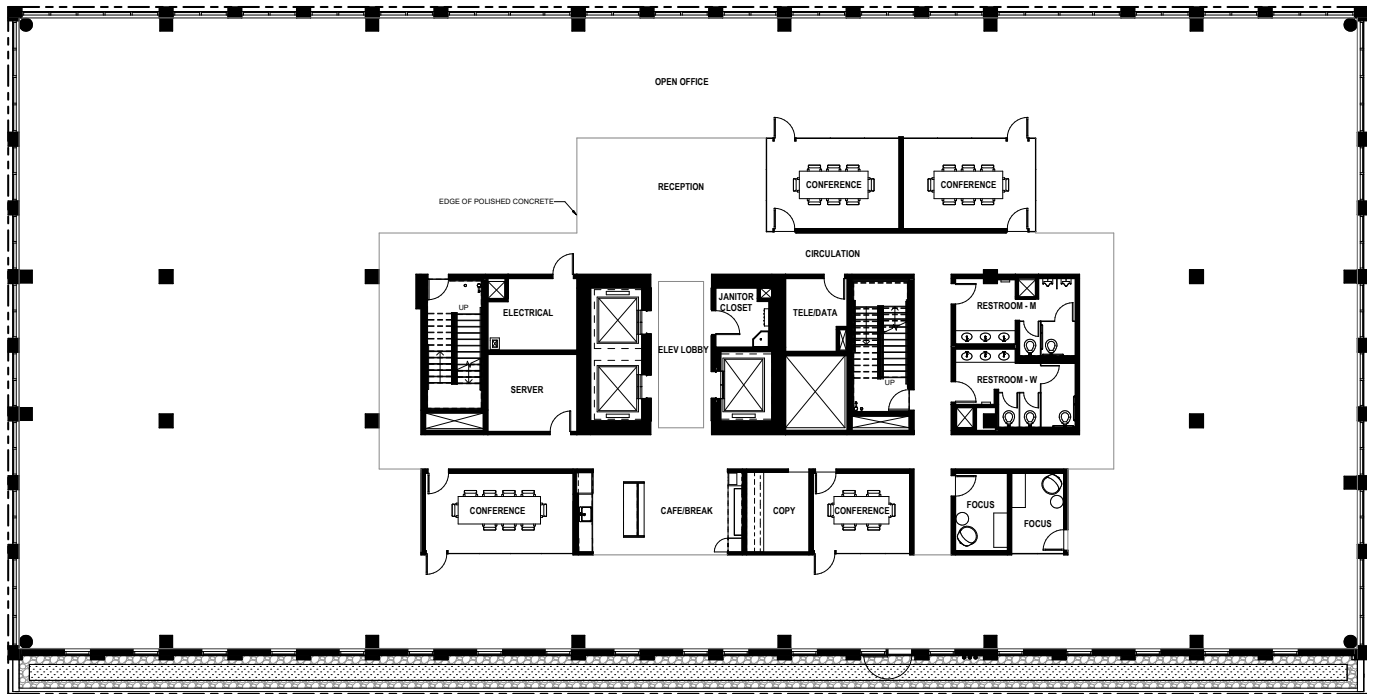 OPEN OFFICE
RECEPTION
CONFERENCE
CONFERENCE
EDGE OF POLISHED CONCRETE
CIRCULATION
UP
ELECTRICAL
JANITOR
CLOSET
TELE/DATA
RESTROOM - M
ELEV LOBBY
SERVER
UP
RESTROOM - W
CONFERENCE
CAFE/BREAK
COPY
CONFERENCE
FOCUS
FOCUS